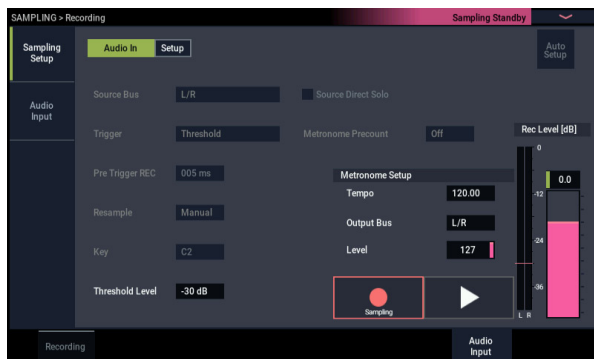 SAMPLING > Recording
Sampling Standby
Sampling
Setup
Audio In
Setup
Auto
Setup
Source Bus
L/R
Source Direct Solo
Audio
Input
Trigger
Threshold
Metronome Precount
Off
Rec Level [dB]
0
Pre Trigger REC
005 ms
Metronome Setup
0.0
Tempo
120.00
-12
Resample
Manual
Output Bus
L/R
-24
Key
C2
Level
127
Threshold Level
-30 dB
-36
Sampling
L R
Recording
Audio
Input